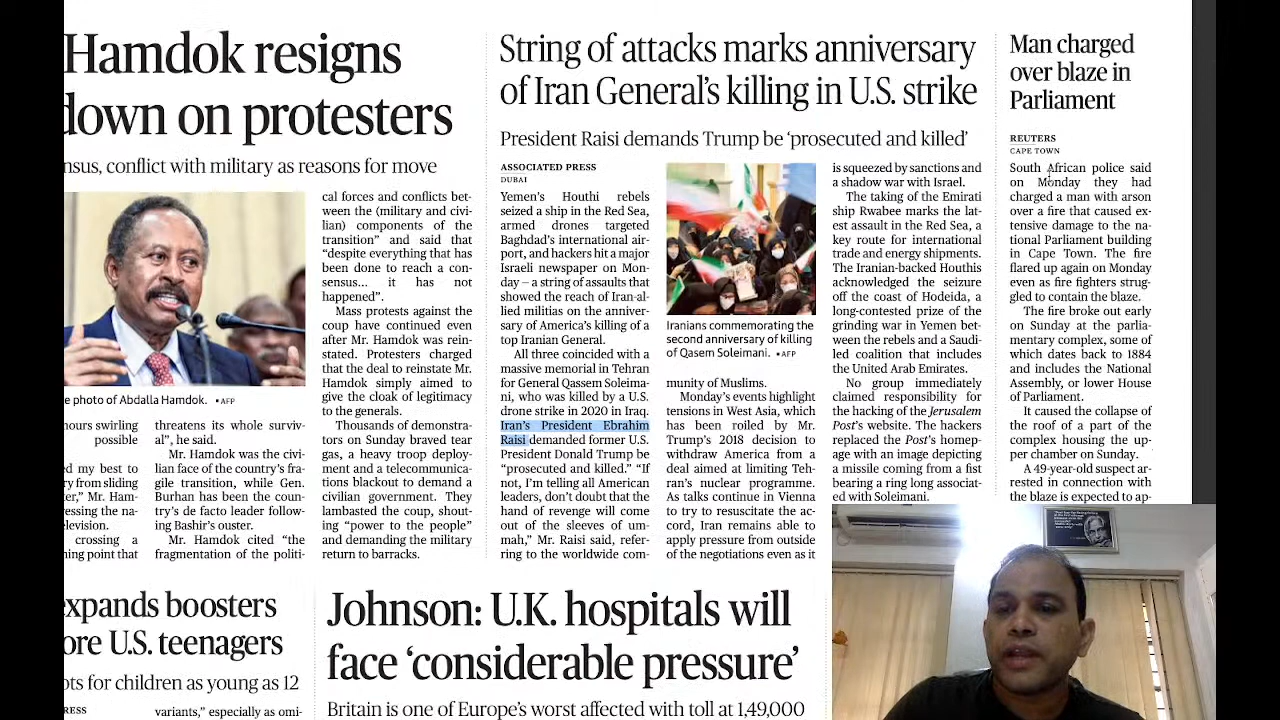 Hamdok resigns
down on protesters
nsus, conflict with military as reasons for move
e photo of Abdalla Hamdok. •AFP
hours swirling
possible
ed my best to
ry from sliding
ter,” Mr. Ham-
essing the na-
elevision.
crossing a
ning point that
threatens its whole surviv-
al”, he said.
Mr. Hamdok was the civi-
lian face of the country’s fra-
gile transition, while Gen.
Burhan has been the coun-
try’s de facto leader follow-
ing Bashir’s ouster.
Mr. Hamdok cited “the
fragmentation of the politi-
cal forces and conflicts bet-
ween the (military and civi-
lian) components of the
transition” and said that
“despite everything that has
been done to reach a con-
sensus... it has not
happened”.
Mass protests against the
coup have continued even
after Mr. Hamdok was rein-
stated. Protesters charged
that the deal to reinstate Mr.
Hamdok simply aimed to
give the cloak of legitimacy
to the generals.
Thousands of demonstra-
tors on Sunday braved tear
gas, a heavy troop deploy-
ment and a telecommunica-
tions blackout to demand a
civilian government. They
lambasted the coup, shout-
ing “power to the people”
and demanding the military
return to barracks.
String of attacks marks anniversary
of Iran General’s killing in U.S. strike
President Raisi demands Trump be ‘prosecuted and killed’
ASSOCIATED PRESS
DUBAI
Yemen’s Houthi rebels
seized a ship in the Red Sea,
armed drones targeted
Baghdad’s international air-
port, and hackers hit a major
Israeli newspaper on Mon-
day – a string of assaults that
showed the reach of Iran-al-
lied militias on the anniver-
sary of America’s killing of a
top Iranian General.
All three coincided with a
massive memorial in Tehran
for General Qassem Soleima-
ni, who was killed by a U.S.
drone strike in 2020 in Iraq.
Iran’s President Ebrahim
Raisi demanded former U.S.
President Donald Trump be
“prosecuted and killed.” “If
not, I’m telling all American
leaders, don’t doubt that the
hand of revenge will come
out of the sleeves of um-
mah,” Mr. Raisi said, refer-
ring to the worldwide com-
Iranians commemorating the
second anniversary of killing
of Qasem Soleimani. •AFP
munity of Muslims.
Monday’s events highlight
tensions in West Asia, which
has been roiled by Mr.
Trump’s 2018 decision to
withdraw America from a
deal aimed at limiting Teh-
ran’s nuclear programme.
As talks continue in Vienna
to try to resuscitate the ac-
cord, Iran remains able to
apply pressure from outside
of the negotiations even as it
is squeezed by sanctions and
a shadow war with Israel.
The taking of the Emirati
ship Rwabee marks the lat-
est assault in the Red Sea, a
key route for international
trade and energy shipments.
The Iranian-backed Houthis
acknowledged the seizure
off the coast of Hodeida, a
long-contested prize of the
grinding war in Yemen bet-
ween the rebels and a Saudi-
led coalition that includes
the United Arab Emirates.
No group immediately
claimed responsibility for
the hacking of the Jerusalem
Post’s website. The hackers
replaced the Post’s homep-
age with an image depicting
a missile coming from a fist
bearing a ring long associat-
ed with Soleimani.
Man charged
over blaze in
Parliament
REUTERS
CAPE TOWN
South African police said
on Monday they had
charged a man with arson
over a fire that caused ex-
tensive damage to the na-
tional Parliament building
in Cape Town. The fire
flared up again on Monday
even as fire fighters strug-
gled to contain the blaze.
The fire broke out early
on Sunday at the parlia-
mentary complex, some of
which dates back to 1884
and includes the National
Assembly, or lower House
of Parliament.
It caused the collapse of
the roof of a part of the
complex housing the up-
per chamber on Sunday.
A 49-year-old suspect ar-
rested in connection with
the blaze is expected to ap-
expands boosters
ore U.S. teenagers
ots for children as young as 12
RESS
variants,” especially as omi-
Johnson: U.K. hospitals will
face ‘considerable pressure’
Britain is one of Europe’s worst affected with toll at 1,49,000